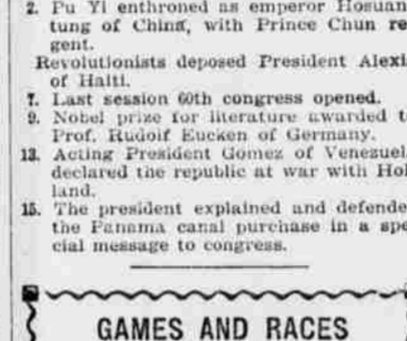 2. Pu Yi enthroned as emperor Hosuan
tung of China, with Prince Chun re
gent.
Revolutionists deposed President Alexi
of Haiti.
7. Last session 60th congress opened.
9. Nobel prize for literature awarded t
Prof. Rudolf Eucken of Germany.
13. Acting President Gomez of Venezuel
declared the republic at war with Hol
land.
15. The president explained and defende
the Panama canal purchase in a spe
cial message to congress.
GAMES AND RACES